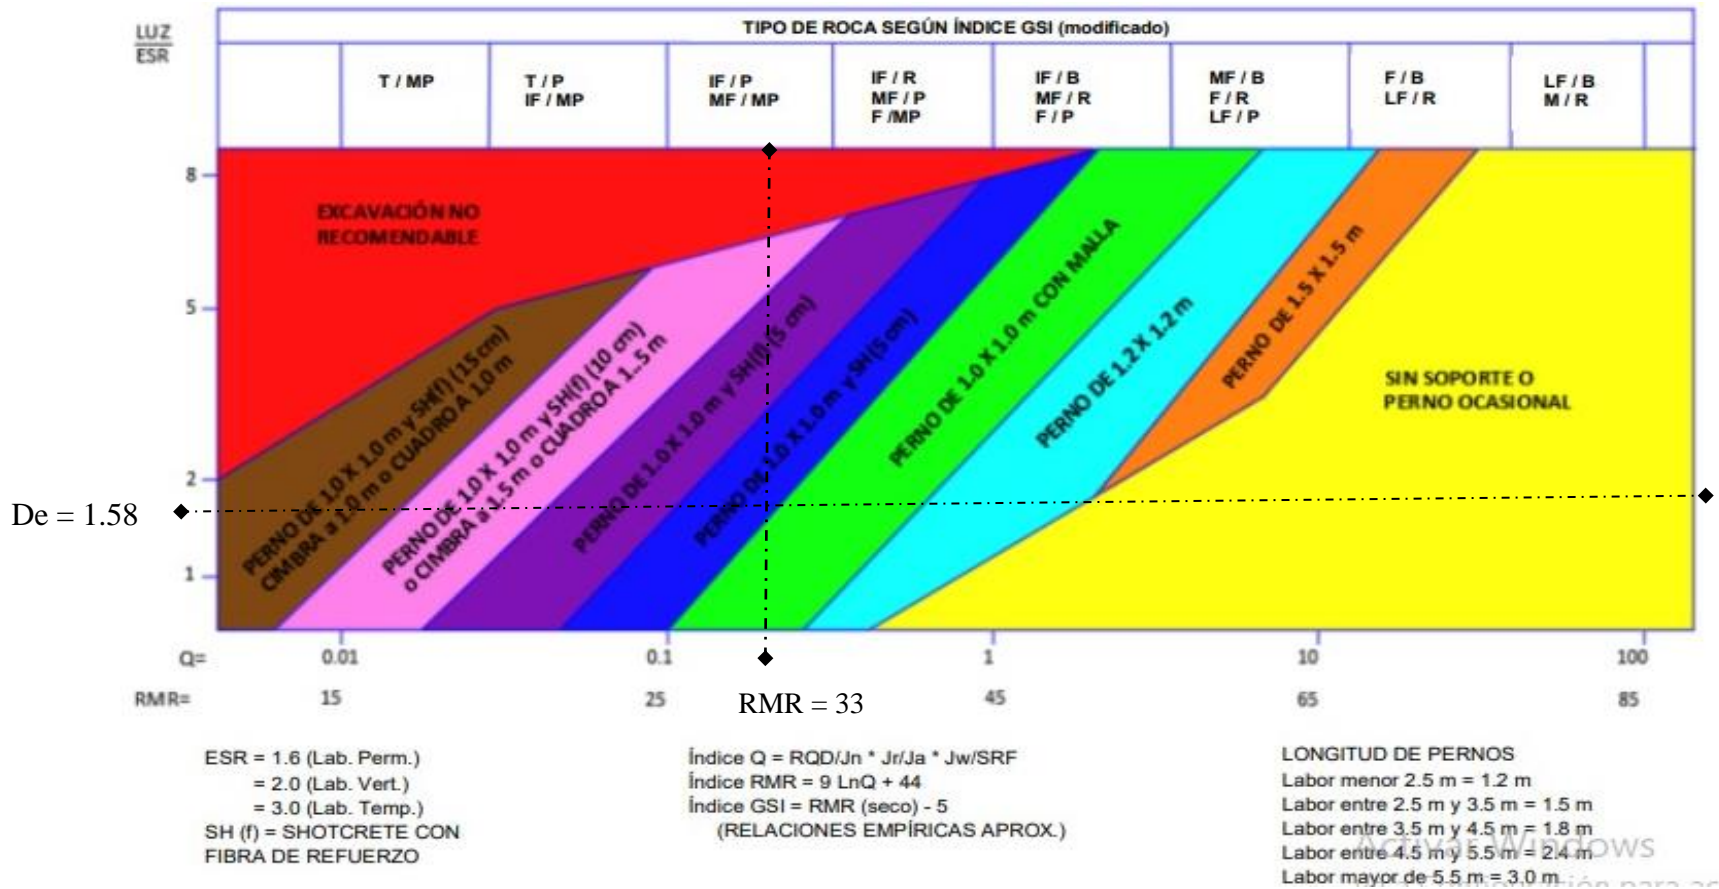 LUZ
ESR
TIPO DE ROCA SEGÚN ÍNDICE GSI (modificado)
T / MP
T / P
IF / MP
IF / P
MF / MP
IF / R
MF / P
F /MP
IF / B
MF / R
F / P
MF / B
F / R
LF / P
F / B
LF / R
LF / B
M / R
8
5
2
1
De = 1.58
EXCAVACIÓN NO
RECOMENDABLE
PERNO DE 1.0 X 1.0 m y SH(f) (15 cm)
CIMBRA a 1.0 m o CUADRO A 1.0 m
PERNO DE 1.0 X 1.0 m y SH(f) (10 cm)
o CIMBRA a 1.5 m o CUADRO A 1..5 m
PERNO DE 1.0 X 1.0 m y SH(f) (5 cm)
PERNO DE 1.0 X 1.0 m y SH (5 cm)
PERNO DE 1.0 X 1.0 m CON MALLA
PERNO DE 1.2 X 1.2 m
PERNO DE 1.5 X 1.5 m
SIN SOPORTE O
PERNO OCASIONAL
Q= 0.01 0.1 1 10 100
RMR= 15 25 RMR = 33 45 65 85
ESR = 1.6 (Lab. Perm.)
= 2.0 (Lab. Vert.)
= 3.0 (Lab. Temp.)
SH (f) = SHOTCRETE CON
FIBRA DE REFUERZO
Índice Q = RQD/Jn * Jr/Ja * Jw/SRF
Índice RMR = 9 LnQ + 44
Índice GSI = RMR (seco) - 5
(RELACIONES EMPÍRICAS APROX.)
LONGITUD DE PERNOS
Labor menor 2.5 m = 1.2 m
Labor entre 2.5 m y 3.5 m = 1.5 m
Labor entre 3.5 m y 4.5 m = 1.8 m
Labor entre 4.5 m y 5.5 m = 2.4 m
Labor mayor de 5.5 m = 3.0 m
Activar Windows